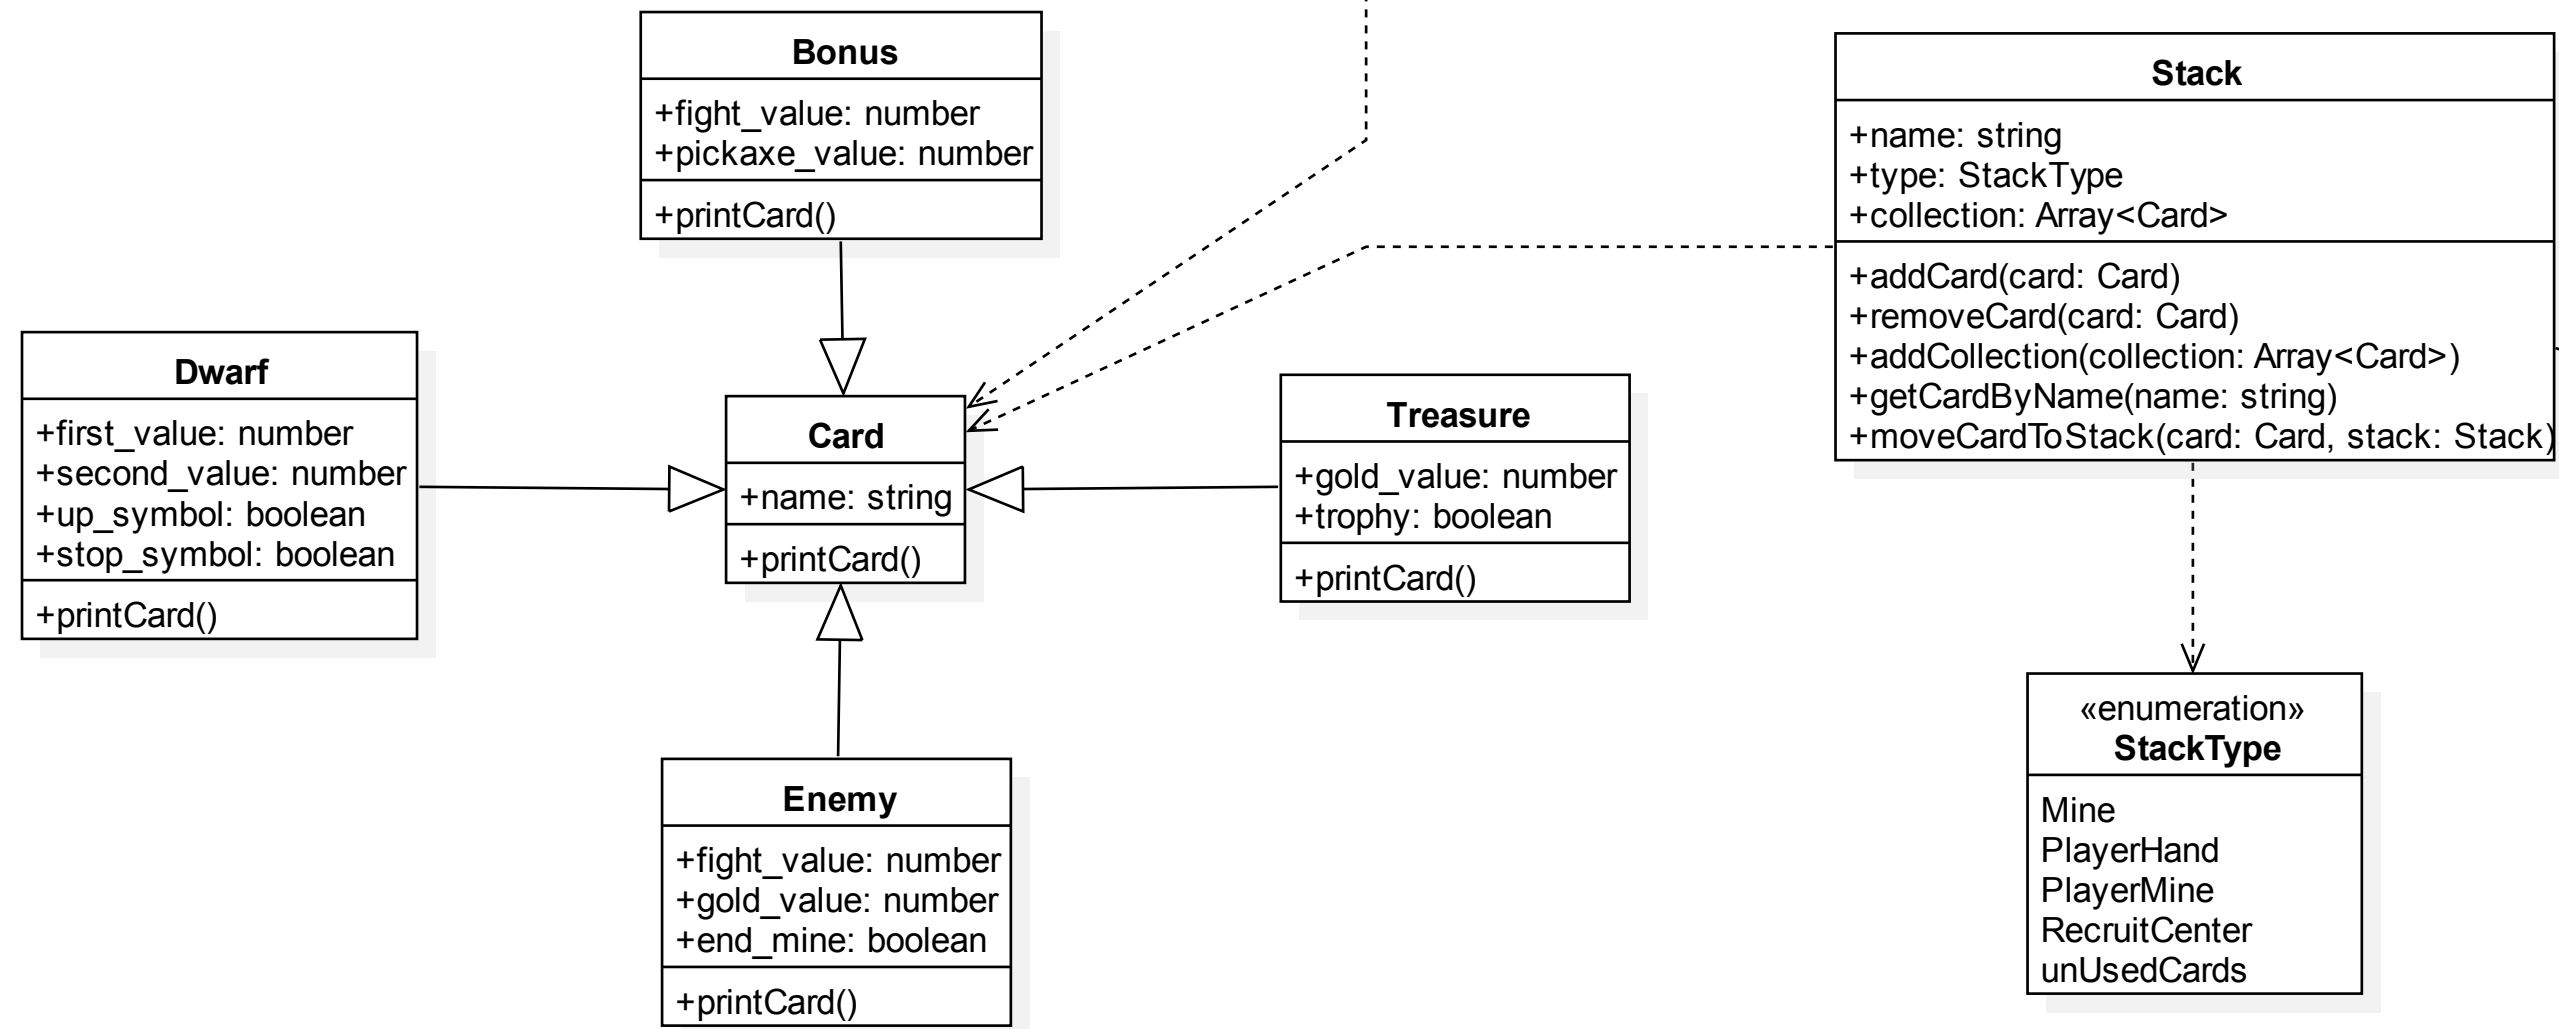 Bonus
+fight_value: number
+pickaxe_value: number
+printCard()
Stack
+name: string
+type: StackType
+collection: Array<Card>
+addCard(card: Card)
+removeCard(card: Card)
+addCollection(collection: Array<Card>)
+getCardByName(name: string)
+moveCardToStack(card: Card, stack: Stack)
Dwarf
+first_value: number
+second_value: number
+up_symbol: boolean
+stop_symbol: boolean
+printCard()
Card
+name: string
+printCard()
Treasure
+gold_value: number
+trophy: boolean
+printCard()
Enemy
+fight_value: number
+gold_value: number
+end_mine: boolean
+printCard()
«enumeration»
StackType
Mine
PlayerHand
PlayerMine
RecruitCenter
unUsedCards